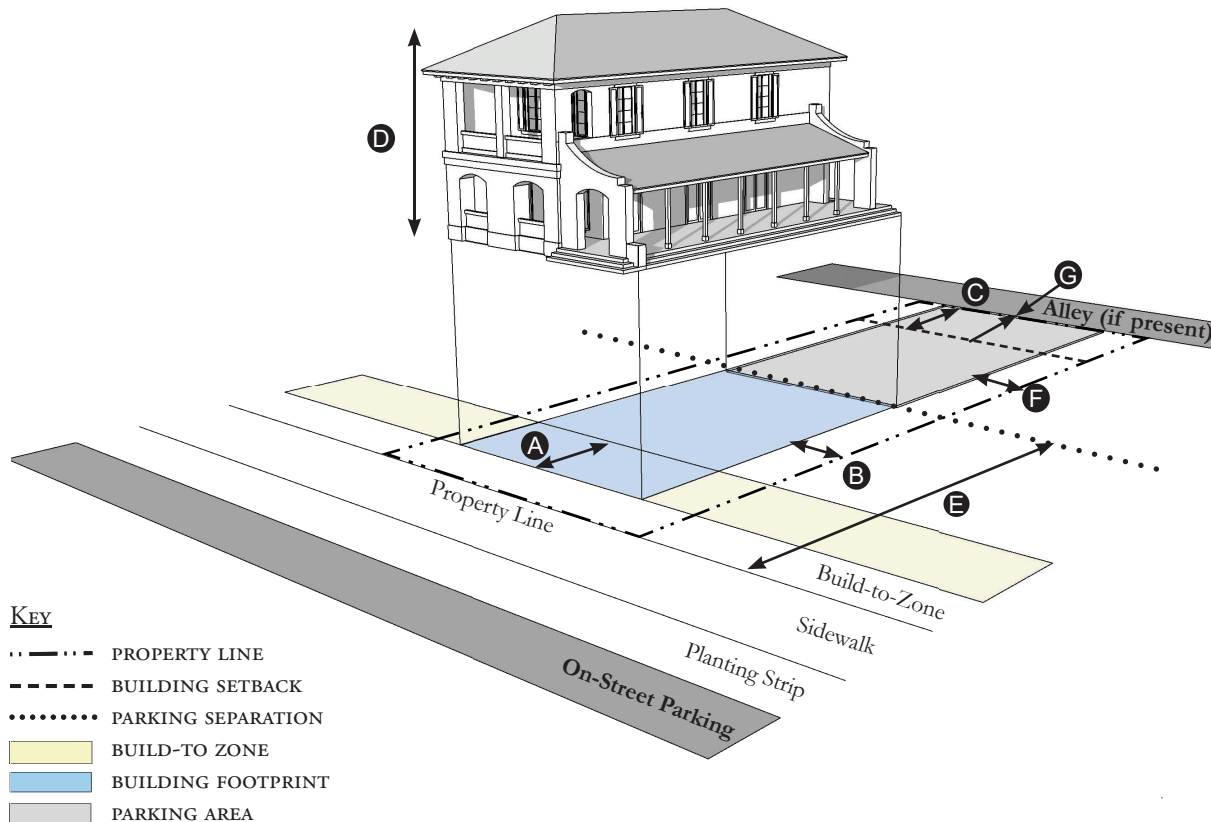 D
G
C
Alley (if present)
F
A
B
Property Line
E
Build-to-Zone
Sidewalk
Planting Strip
On-Street Parking
KEY
PROPERTY LINE
BUILDING SETBACK
PARKING SEPARATION
BUILD-TO ZONE
BUILDING FOOTPRINT
PARKING AREA